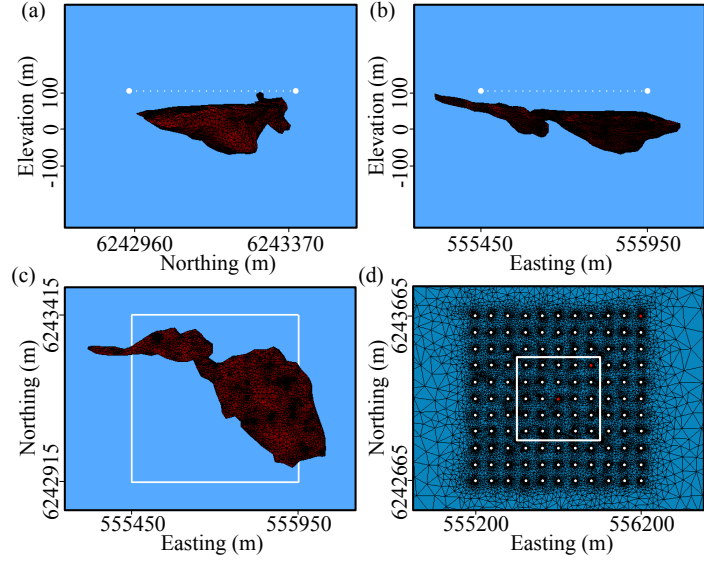 (a)
Elevation (m)
100
0
-100
6242960
6243370
Northing (m)
(b)
Elevation (m)
100
0
-100
555450
555950
Easting (m)
(c)
Northing (m)
6243415
6242915
555450
555950
Easting (m)
(d)
Northing (m)
6243665
6242665
555200
556200
Easting (m)